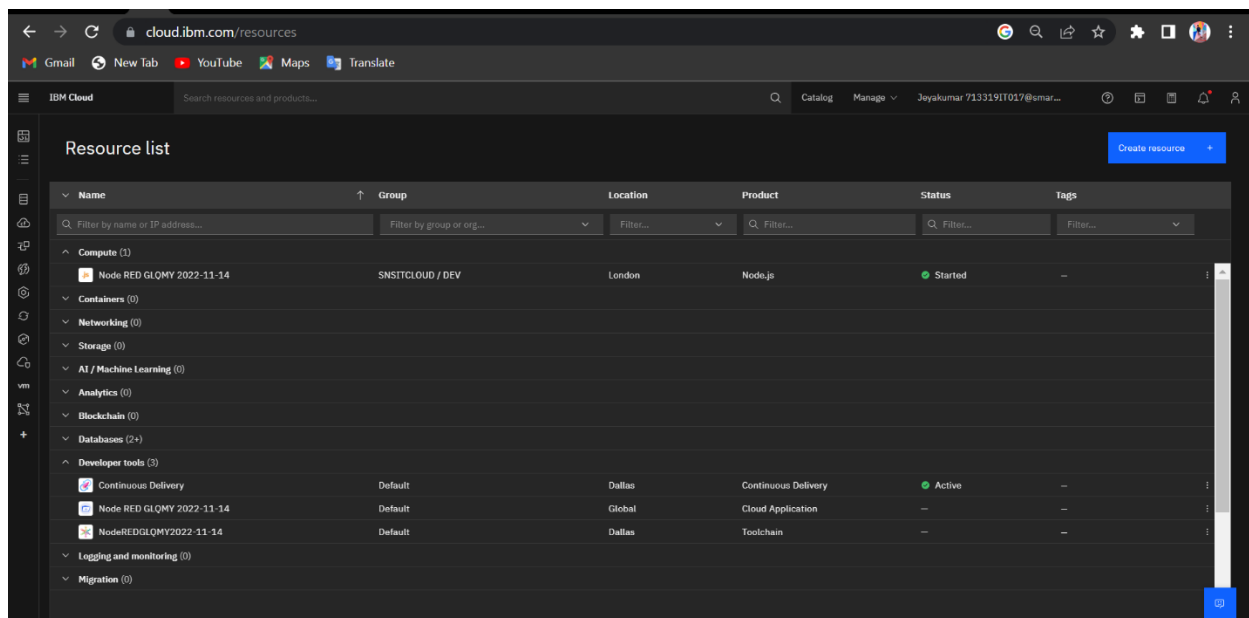 cloud.ibm.com/resources
Gmail New Tab YouTube Maps Translate
IBM Cloud Search resources and products... Catalog Manage Jeyakumar 713319IT017@smar...
Resource list Create resource +
Name Group Location Product Status Tags
Filter by name or IP address... Filter by group or org... Filter... Filter... Filter... Filter...
Compute (1)
Node RED GLQMY 2022-11-14 SNSITCLOUD / DEV London Node.js Started –
Containers (0)
Networking (0)
Storage (0)
AI / Machine Learning (0)
Analytics (0)
vm
Blockchain (0)
Databases (2+)
Developer tools (3)
Continuous Delivery Default Dallas Continuous Delivery Active –
Node RED GLQMY 2022-11-14 Default Global Cloud Application – –
NodeREDGLQMY2022-11-14 Default Dallas Toolchain – –
Logging and monitoring (0)
Migration (0)